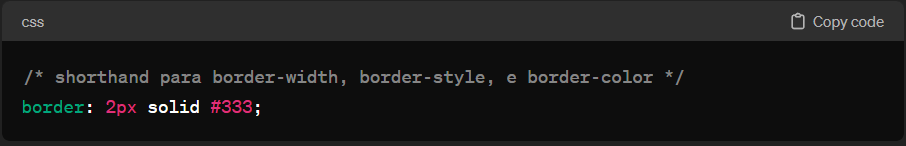 css
Copy code
/* shorthand para border-width, border-style, e border-color */
border: 2px solid #333;